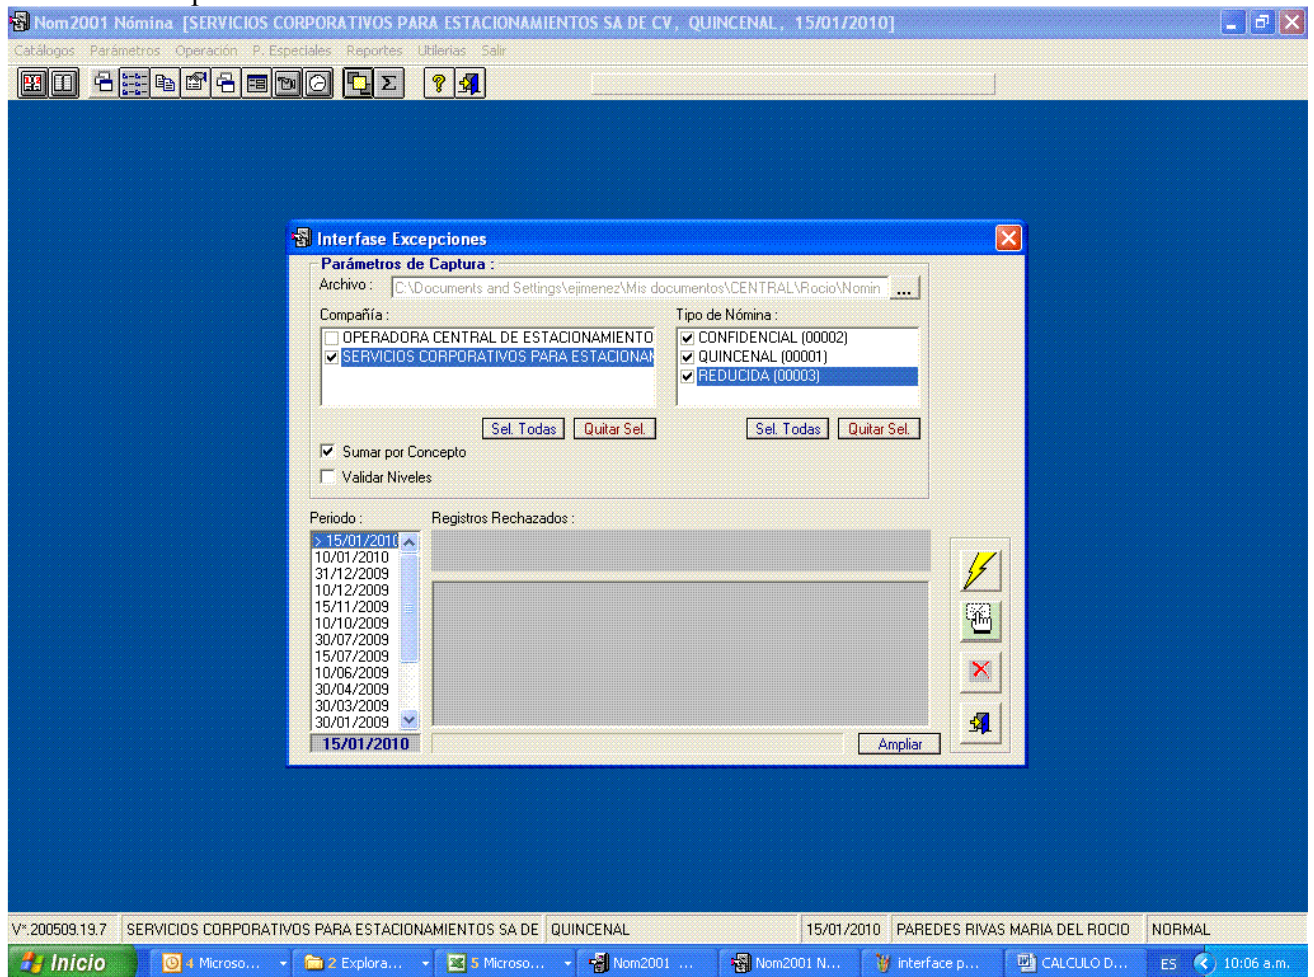 Nom2001 Nómina [SERVICIOS CORPORATIVOS PARA ESTACIONAMIENTOS SA DE CV, QUINCENAL, 15/01/2010]
Catálogos Parámetros Operación P. Especiales Reportes Utilerias Salir
Interfase Excepciones
Parámetros de Captura :
Archivo : C:\Documents and Settings\ejimenez\Mis documentos\CENTRAL\Rocio\Nomin ...
Compañía : Tipo de Nómina :
OPERADORA CENTRAL DE ESTACIONAMIENTO CONFIDENCIAL (00002)
SERVICIOS CORPORATIVOS PARA ESTACIONAM QUINCENAL (00001)
REDUCIDA (00003)
Sel. Todas Quitar Sel. Sel. Todas Quitar Sel.
Sumar por Concepto
Validar Niveles
Periodo : Registros Rechazados :
> 15/01/2010
10/01/2010
31/12/2009
10/12/2009
15/11/2009
10/10/2009
30/07/2009
15/07/2009
10/06/2009
30/04/2009
30/03/2009
30/01/2009
15/01/2010 Ampliar
V*.200509.19.7 SERVICIOS CORPORATIVOS PARA ESTACIONAMIENTOS SA DE QUINCENAL 15/01/2010 PAREDES RIVAS MARIA DEL ROCIO NORMAL
Inicio 4 Microso... 2 Explora... 5 Microso... Nom2001 ... Nom2001 N... interface p... CALCULO D... ES 10:06 a.m.